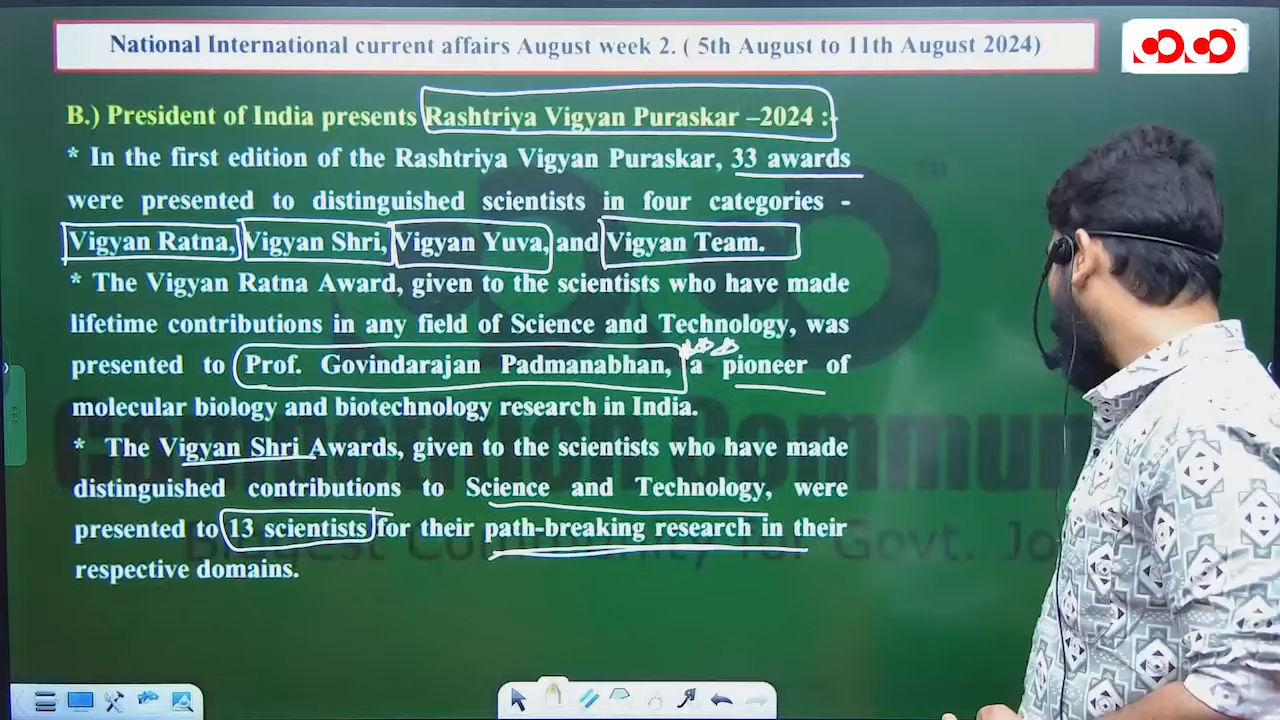 National International current affairs August week 2. ( 5th August to 11th August 2024)
B.) President of India presents Rashtriya Vigyan Puraskar –2024 :-
* In the first edition of the Rashtriya Vigyan Puraskar, 33 awards
were presented to distinguished scientists in four categories -
Vigyan Ratna, Vigyan Shri, Vigyan Yuva, and Vigyan Team.
* The Vigyan Ratna Award, given to the scientists who have made
lifetime contributions in any field of Science and Technology, was
presented to Prof. Govindarajan Padmanabhan, a pioneer of
molecular biology and biotechnology research in India.
* The Vigyan Shri Awards, given to the scientists who have made
distinguished contributions to Science and Technology, were
presented to 13 scientists for their path-breaking research in their
respective domains.